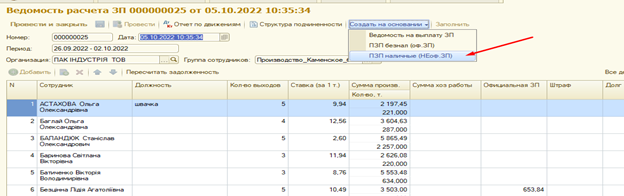 Ведомость расчета ЗП 000000025 от 05.10.2022 10:35:34
Провести и закрыть Провести Отчет по движениям Структура подчиненности Создать на основании Заполнить
Номер: 000000025 Дата: 05.10.2022 10:35:34
Ведомость на выплату ЗП
Период: 26.09.2022 - 02.10.2022
ПЗП безнал (оф.ЗП)
Организация: ПАК ІНДУСТРІЯ ТОВ Группа сотрудников: Производство_Каменское_
ПЗП наличные (НЕоф.ЗП)
Добавить Пересчитать задолженность Все д
N Сотрудник Должность Кол-во выходов Ставка (за 1 т.) Сумма произв. Сумма хоз работы Официальная ЗП Штраф Долг
Кол-во, т.
1 АСТАХОВА Ольга Олександрівна швачка 5 9,94 2 197,45
221,000
2 Баглай Ольга Олександрівна 4 12,56 3 604,63
287,000
3 БАЛАНДЮК Станіслав Олександрович 5 2,60 5 865,49
2 257,000
4 Баринова Світлана Вікторівна 3 11,94 2 626,08
220,000
5 Батиченко Вікторія Володимирівна 3 8,76 5 553,48
634,000
6 Безцінна Лідія Агатоліївна 5 10,49 3 503,00 653,84